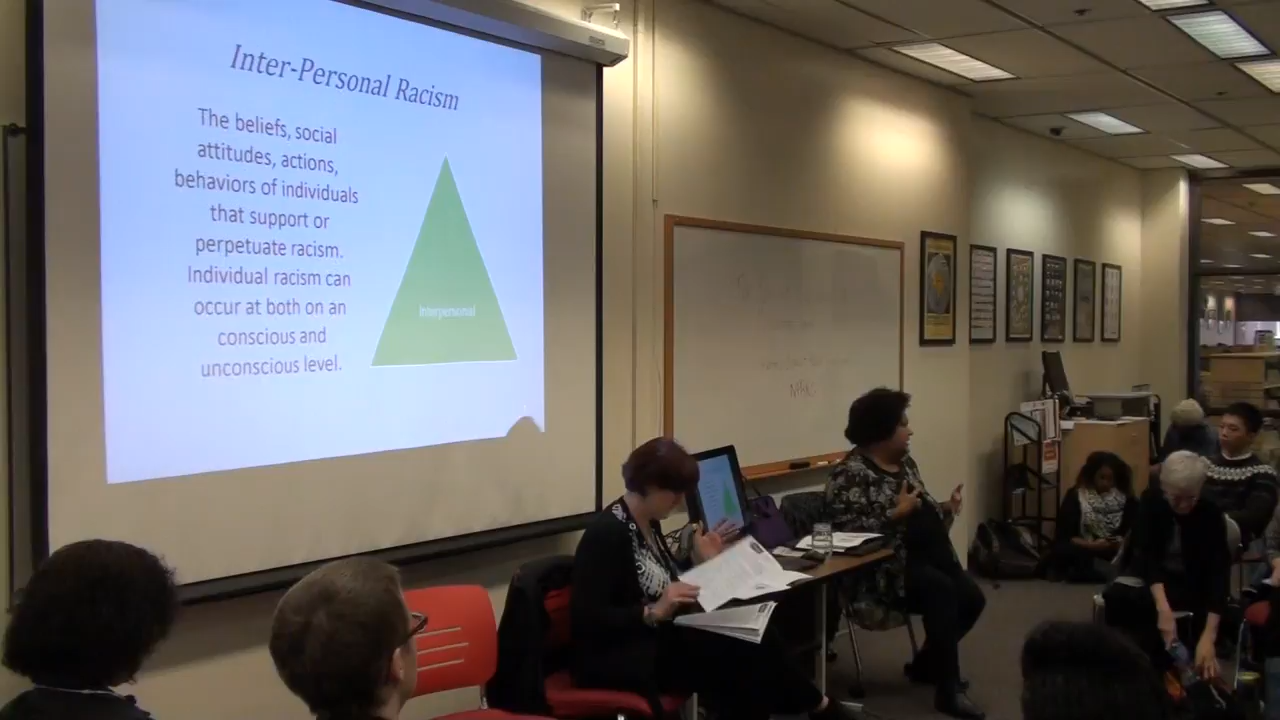 Inter-Personal Racism
The beliefs, social
attitudes, actions,
behaviors of individuals
that support or
perpetuate racism.
Individual racism can
occur at both on an
conscious and
unconscious level.
Interpersonal